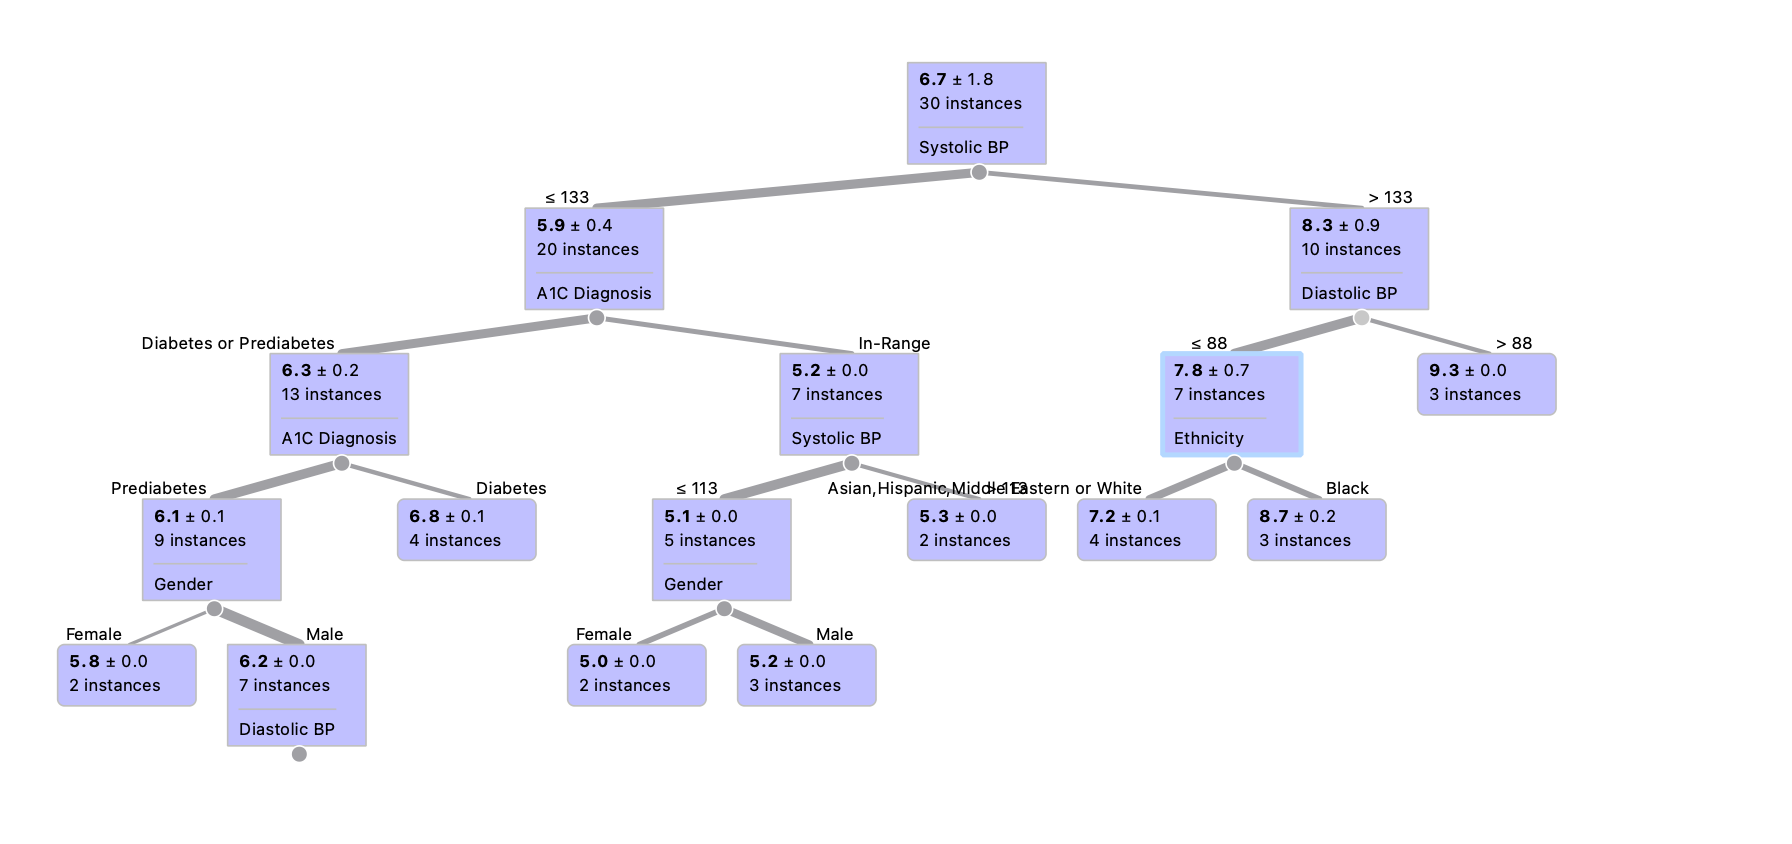 6.7 ± 1.8
30 instances
Systolic BP
≤ 133
> 133
5.9 ± 0.4
20 instances
A1C Diagnosis
8.3 ± 0.9
10 instances
Diastolic BP
Diabetes or Prediabetes
In-Range
≤ 88
> 88
6.3 ± 0.2
13 instances
A1C Diagnosis
5.2 ± 0.0
7 instances
Systolic BP
7.8 ± 0.7
7 instances
Ethnicity
9.3 ± 0.0
3 instances
Prediabetes
Diabetes
≤ 113
> 113
Asian,Hispanic,Middle Eastern or White
Black
6.1 ± 0.1
9 instances
Gender
6.8 ± 0.1
4 instances
5.1 ± 0.0
5 instances
Gender
5.3 ± 0.0
2 instances
7.2 ± 0.1
4 instances
8.7 ± 0.2
3 instances
Female
Male
Female
Male
5.8 ± 0.0
2 instances
6.2 ± 0.0
7 instances
Diastolic BP
5.0 ± 0.0
2 instances
5.2 ± 0.0
3 instances